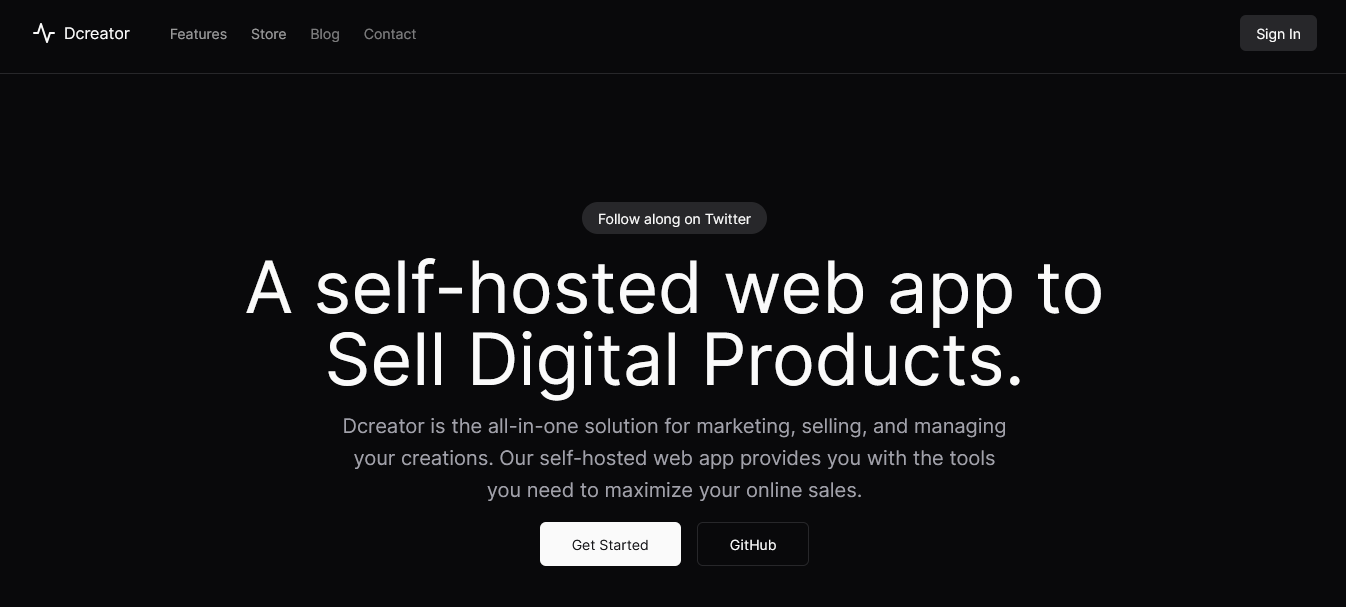 Dcreator Features Store Blog Contact Sign In
Follow along on Twitter
A self-hosted web app to
Sell Digital Products.
Dcreator is the all-in-one solution for marketing, selling, and managing
your creations. Our self-hosted web app provides you with the tools
you need to maximize your online sales.
Get Started GitHub